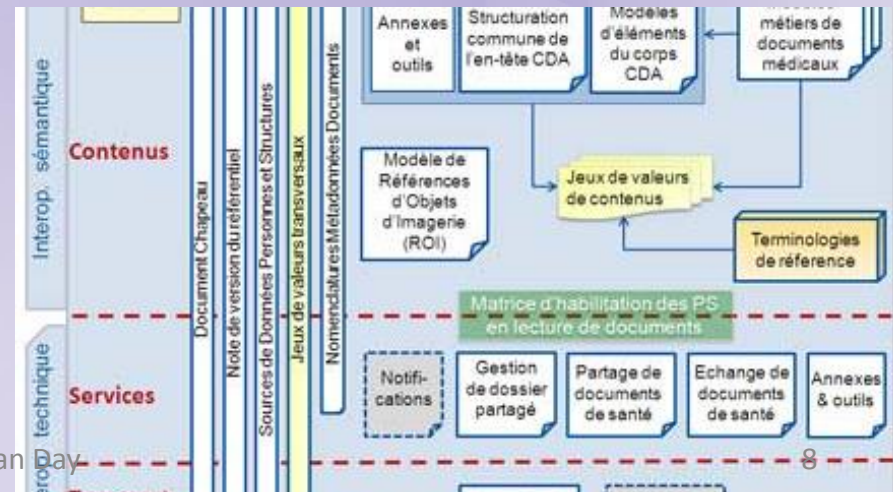 Annexes
et
outils
Structuration
commune de
l'en-tête CDA
Modèles
d'éléments
du corps
CDA
métiers de
documents
médicaux
Interop. sémantique
Contenus
Document Chapeau
Note de version du référentiel
Sources de Données Personnes et Structures
Jeux de valeurs transversaux
Nomenclatures Métadonnées Documents
Modèle de
Références
d'Objets
d'Imagerie
(ROI)
Jeux de valeurs
de contenus
Terminologies
de réference
Matrice d'habilitation des PS
en lecture de documents
technique
Services
Notifi-
cations
Gestion
de dossier
partagé
Partage de
documents
de santé
Echange de
documents
de santé
Annexes
& outils
an Day
8